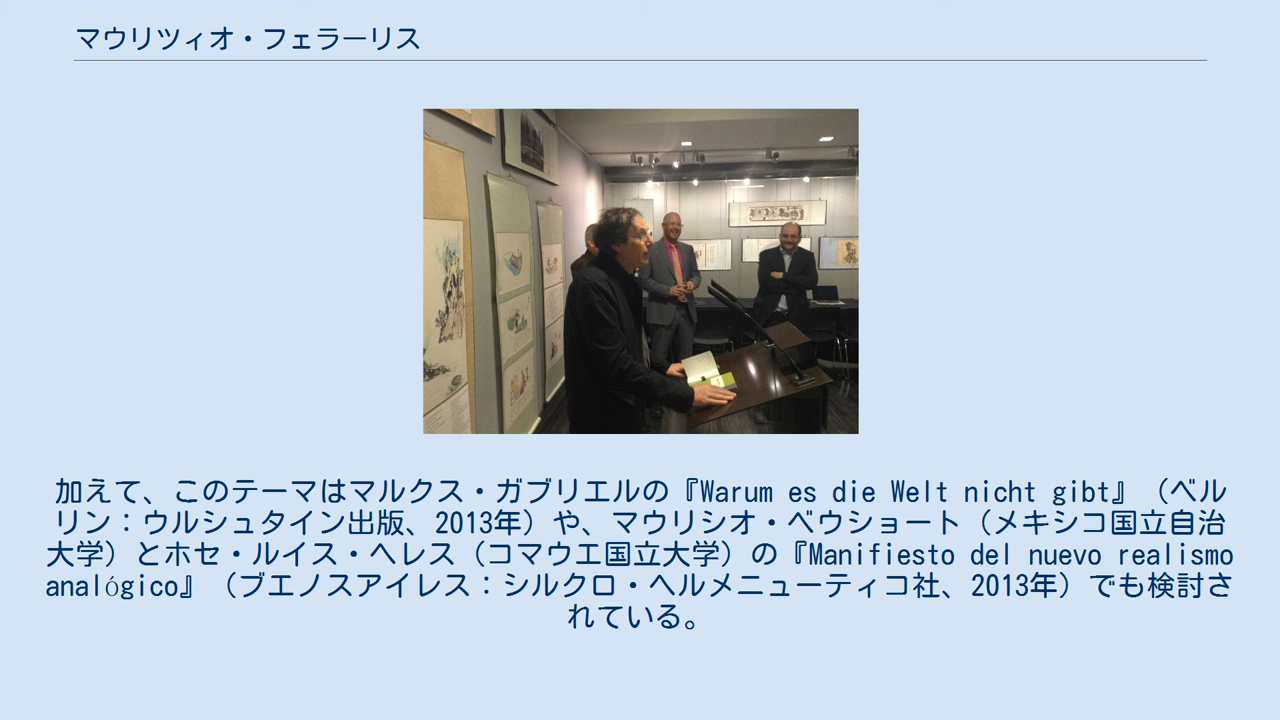 マウリツィオ・フェラーリス
加えて、このテーマはマルクス・ガブリエルの『Warum es die Welt nicht gibt』（ベル
リン：ウルシュタイン出版、2013年）や、マウリシオ・ベウショート（メキシコ国立自治
大学）とホセ・ルイス・ヘレス（コマウエ国立大学）の『Manifiesto del nuevo realismo
analógico』（ブエノスアイレス：シルクロ・ヘルメニューティコ社、2013年）でも検討さ
れている。